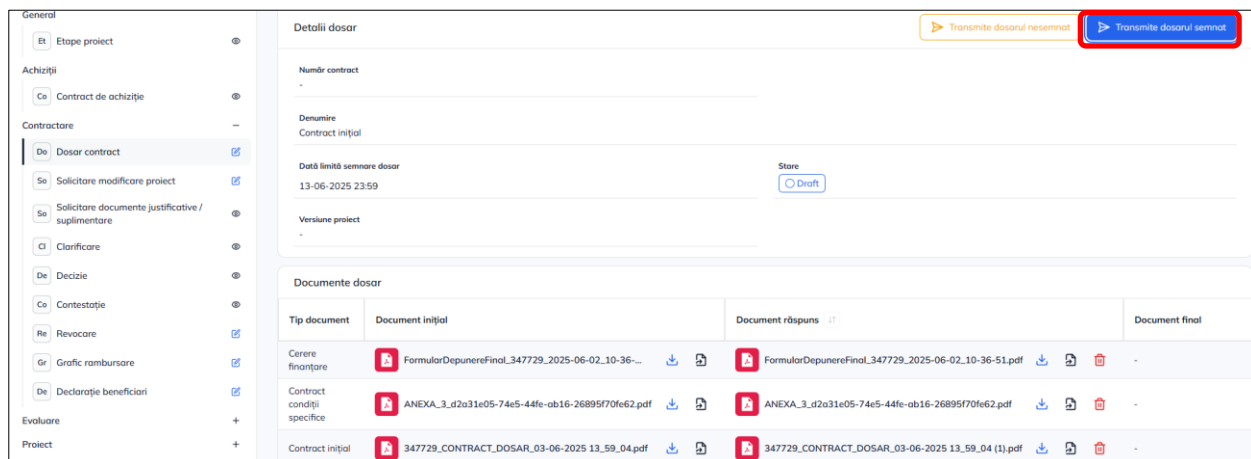 General
Et Etape proiect
Achiziții
Co Contract de achiziție
Contractare
Do Dosar contract
So Solicitare modificare proiect
So Solicitare documente justificative /
suplimentare
Cl Clarificare
De Decizie
Co Contestație
Re Revocare
Gr Grafic rambursare
De Declarație beneficiari
Evaluare
Proiect
Detalii dosar
Transmite dosarul nesemnat
Transmite dosarul semnat
Număr contract
-
Denumire
Contract inițial
Dată limită semnare dosar
13-06-2025 23:59
Stare
Draft
Versiune proiect
-
Documente dosar
Tip document Document inițial Document răspuns Document final
Cerere
finanțare
FormularDepunereFinal_347729_2025-06-02_10-36-...
FormularDepunereFinal_347729_2025-06-02_10-36-51.pdf
-
Contract
condiții
specifice
ANEXA_3_d2a31e05-74e5-44fe-ab16-26895f70fe62.pdf
ANEXA_3_d2a31e05-74e5-44fe-ab16-26895f70fe62.pdf
-
Contract inițial
347729_CONTRACT_DOSAR_03-06-2025 13_59_04.pdf
347729_CONTRACT_DOSAR_03-06-2025 13_59_04 (1).pdf
-